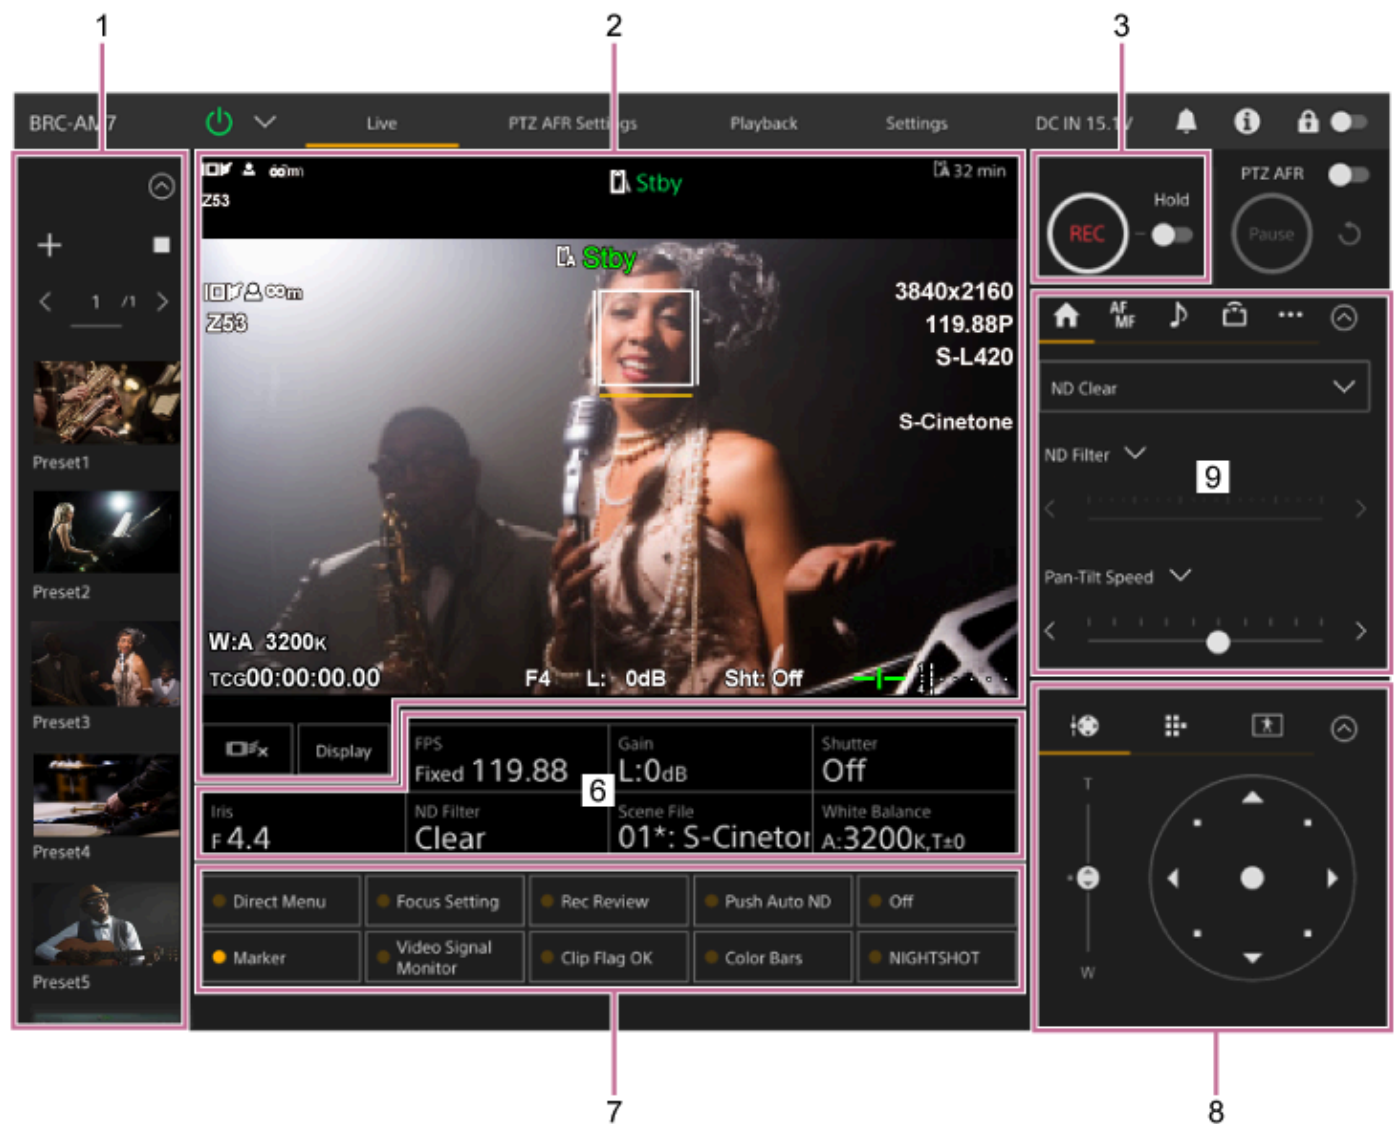 1 2 3
BRC-AM7 Live PTZ AFR Settings Playback Settings DC IN 15.1V
1 /1
Preset1
Preset2
Preset3
Preset4
Preset5
∞m Stby A 32 min
Z53
A Stby
∞m
Z53
3840x2160
119.88P
S-L420
S-Cinetone
W:A 3200K
TCG00:00:00.00 F4 L: 0dB Sht: Off
REC Hold
PTZ AFR
Pause
AF MF
ND Clear
ND Filter
9
Pan-Tilt Speed
Display
FPS
Fixed 119.88
Gain
L:0dB
Shutter
Off
6
Iris
F 4.4
ND Filter
Clear
Scene File
01*: S-Cinetor
White Balance
A:3200K,T±0
Direct Menu Focus Setting Rec Review Push Auto ND Off
Marker Video Signal Monitor Clip Flag OK Color Bars NIGHTSHOT
T
W
7 8